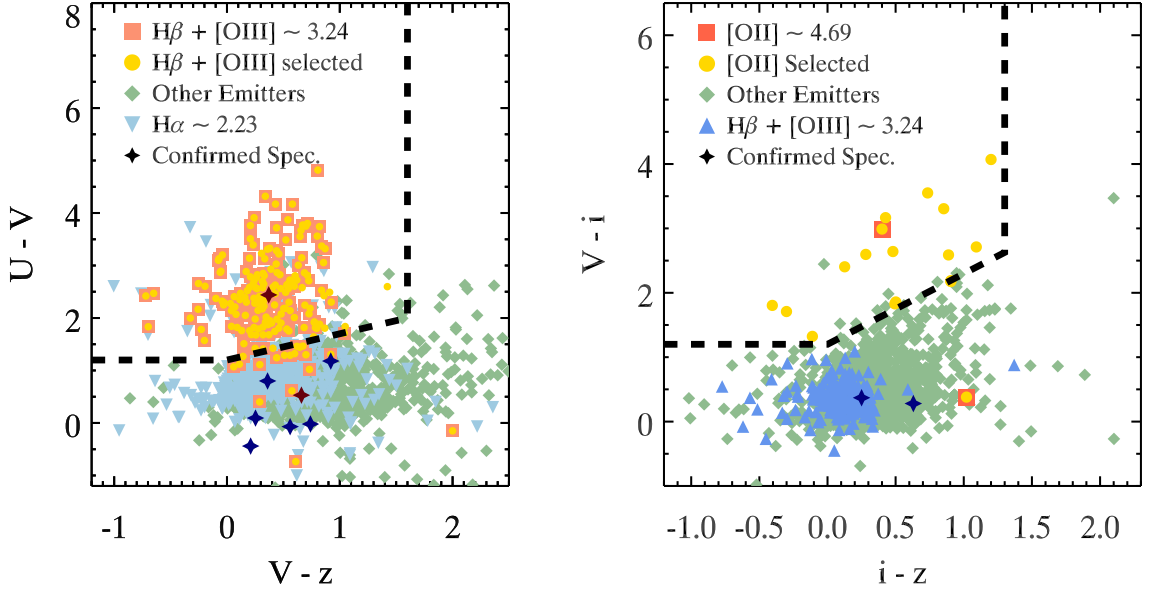 8
6
4
2
0
U - V
Hβ + [OIII] ~ 3.24
Hβ + [OIII] selected
Other Emitters
Hα ~ 2.23
Confirmed Spec.
-1 0 1 2
V - z
6
4
2
0
V - i
[OII] ~ 4.69
[OII] Selected
Other Emitters
Hβ + [OIII] ~ 3.24
Confirmed Spec.
-1.0 -0.5 0.0 0.5 1.0 1.5 2.0
i - z